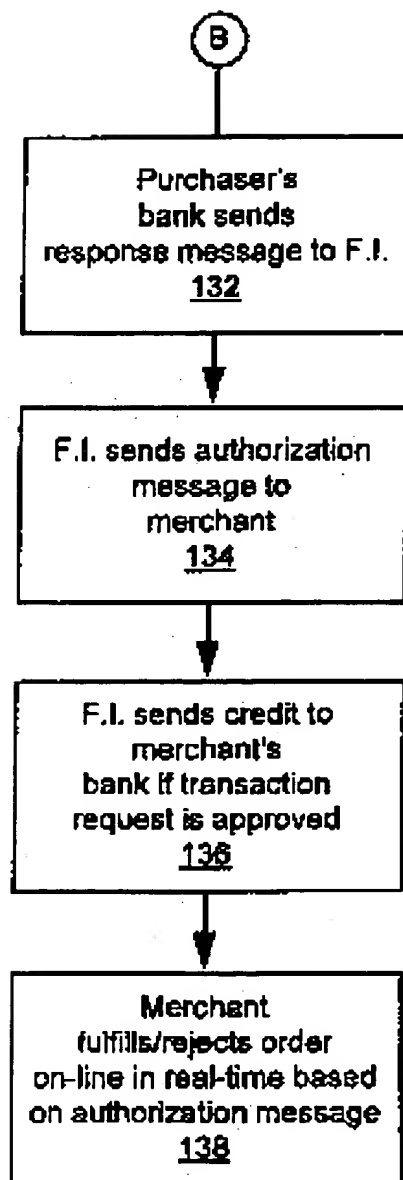 B
Purchaser's
bank sends
response message to F.I.
132
F.I. sends authorization
message to
merchant
134
F.I. sends credit to
merchant's
bank if transaction
request is approved
136
Merchant
fulfills/rejects order
on-line in real-time based
on authorization message
138